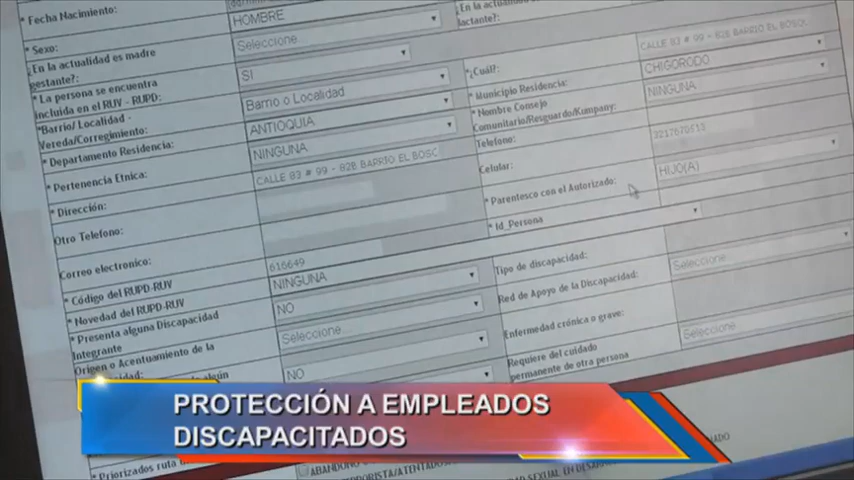 * Fecha Nacimiento:
HOMBRE
¿En la
lactante?:
* Sexo:
Seleccione
CALLE 83 # 99 - 82B BARRIO EL BOSQ
¿En la actualidad es madre
gestante?:
SI
*¿Cuál?:
CHIGORODO
* La persona se encuentra
incluida en el RUV - RUPD:
Barrio o Localidad
* Municipio Residencia:
NINGUNA
*Barrio/ Localidad -
Vereda/Corregimiento:
ANTIOQUIA
* Nombre Consejo
Comunitario/Resguardo/Kumpany:
* Departamento Residencia:
NINGUNA
Telefono:
3217670513
* Pertenencia Etnica:
CALLE 83 # 99 - 82B BARRIO EL BOSC
Celular:
HIJO(A)
* Dirección:
* Parentesco con el Autorizado:
Otro Telefono:
* Id_Persona
Correo electronico:
616649
* Código del RUPD-RUV
NINGUNA
Tipo de discapacidad:
Seleccione
* Novedad del RUPD-RUV
NO
Red de Apoyo de la Discapacidad:
* Presenta alguna Discapacidad
Integrante
Seleccione
Enfermedad crónica o grave:
Seleccione
Origen o Acentuamiento de la
NO
Requiere del cuidado
permanente de otra persona
PROTECCIÓN A EMPLEADOS
DISCAPACITADOS
* Priorizados ruta